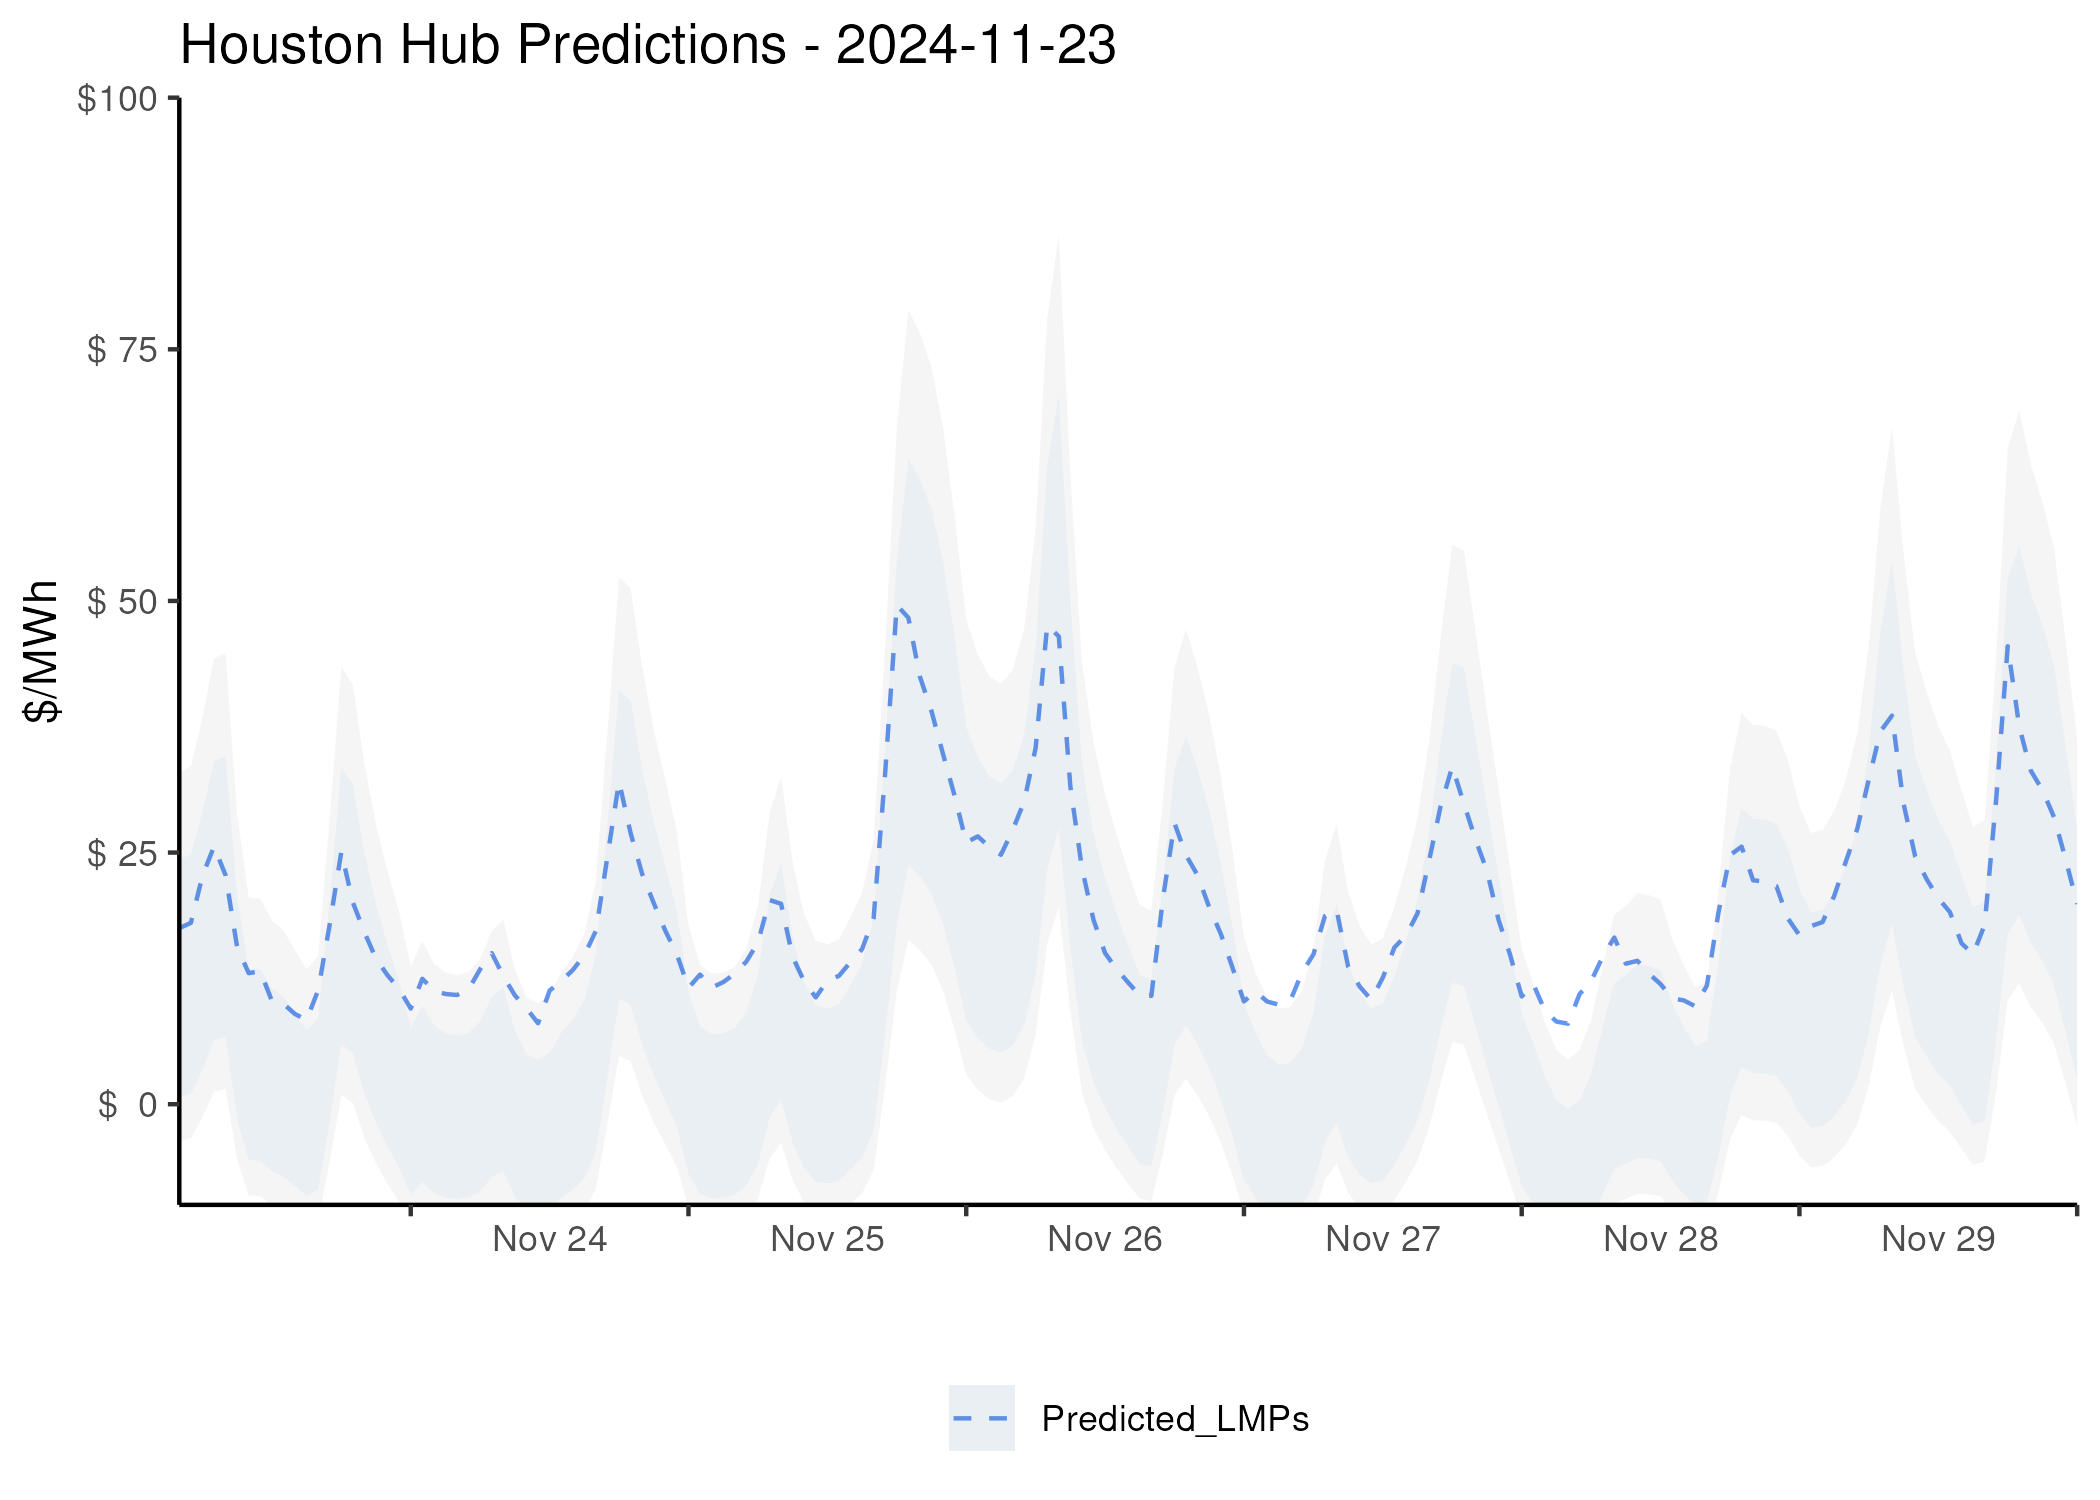 Houston Hub Predictions - 2024-11-23
$100
$ 75
$ 50
$ 25
$  0
$/MWh
Nov 24 Nov 25 Nov 26 Nov 27 Nov 28 Nov 29
Predicted_LMPs